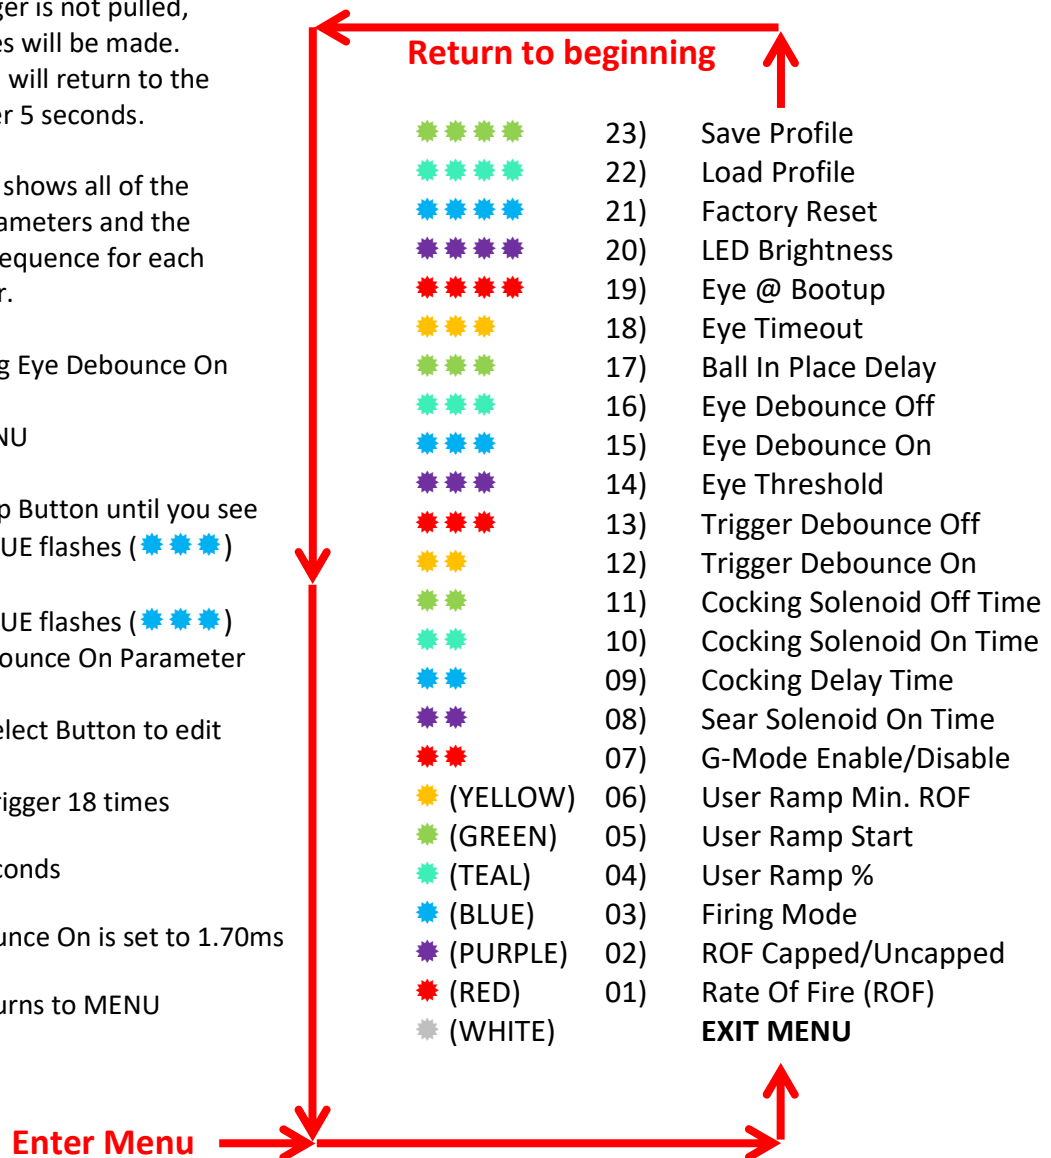 ger is not pulled,
es will be made.
will return to the
er 5 seconds.
shows all of the
rameters and the
equence for each
r.
g Eye Debounce On
NU
p Button until you see
UE flashes (✹✹✹)
UE flashes (✹✹✹)
ounce On Parameter
elect Button to edit
rigger 18 times
conds
unce On is set to 1.70ms
urns to MENU
Enter Menu
Return to beginning
23) Save Profile
22) Load Profile
21) Factory Reset
20) LED Brightness
19) Eye @ Bootup
18) Eye Timeout
17) Ball In Place Delay
16) Eye Debounce Off
15) Eye Debounce On
14) Eye Threshold
13) Trigger Debounce Off
12) Trigger Debounce On
11) Cocking Solenoid Off Time
10) Cocking Solenoid On Time
09) Cocking Delay Time
08) Sear Solenoid On Time
07) G-Mode Enable/Disable
(YELLOW) 06) User Ramp Min. ROF
(GREEN) 05) User Ramp Start
(TEAL) 04) User Ramp %
(BLUE) 03) Firing Mode
(PURPLE) 02) ROF Capped/Uncapped
(RED) 01) Rate Of Fire (ROF)
(WHITE) EXIT MENU